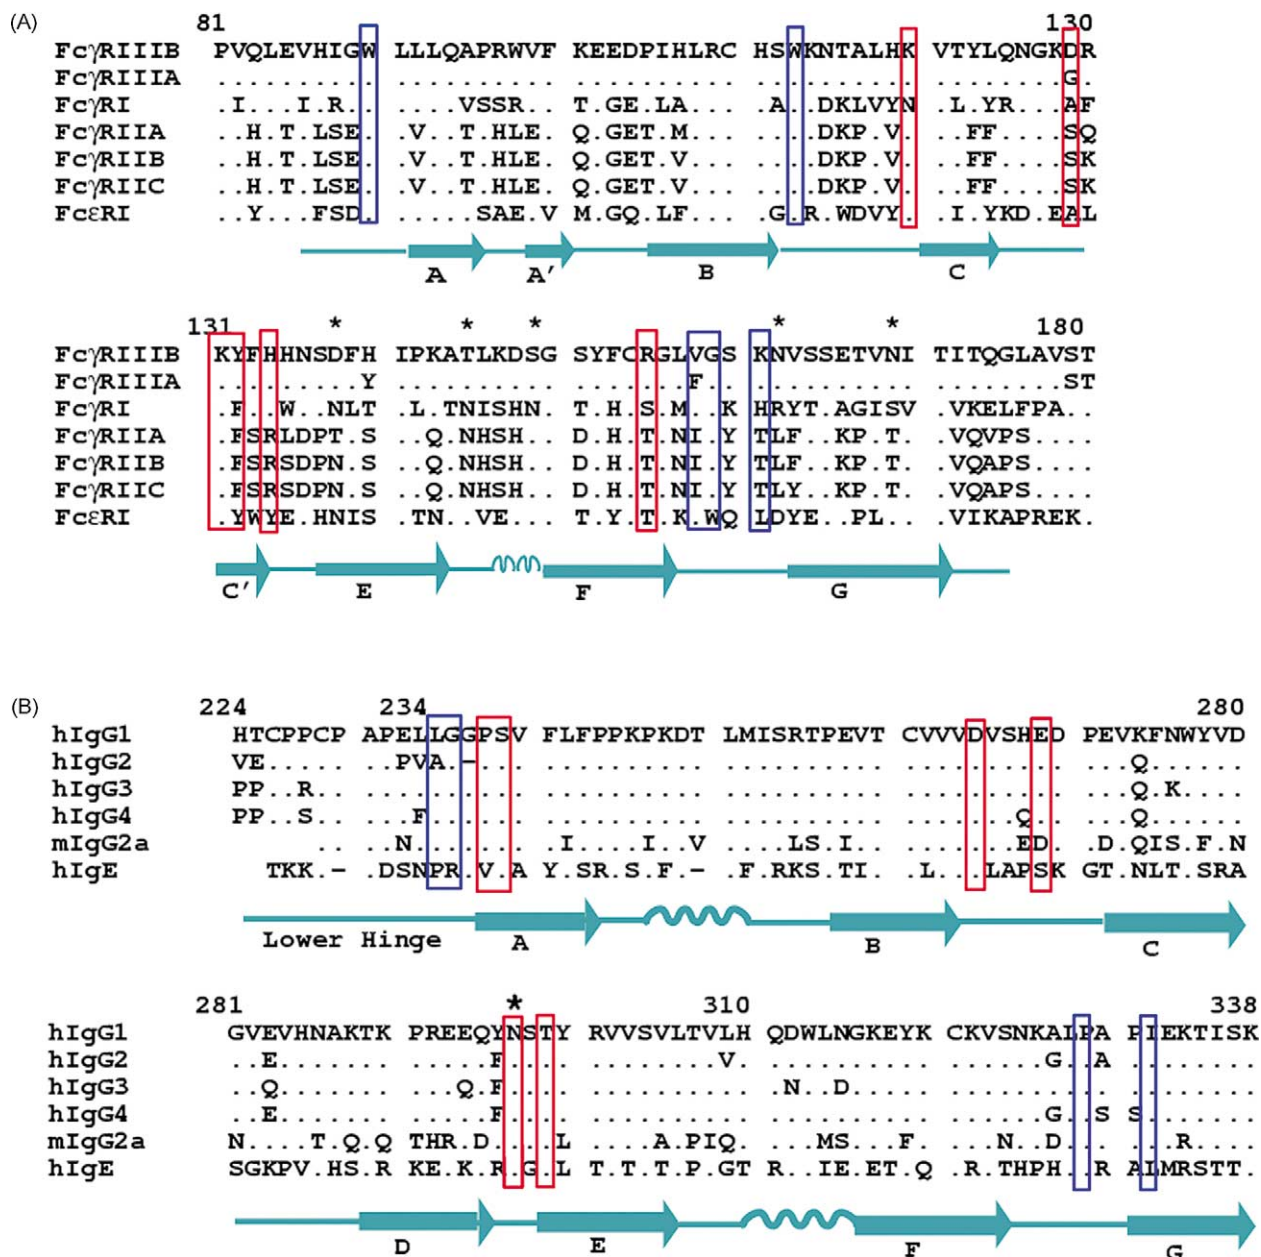 (A)
81 130
FcγRIIIB PVQLEVHIGW LLLQAPRWVF KEEDPIHLRC HSWKNTALHK VTYLQNGKDR
FcγRIIIA .......... .......... .......... .......... ........G.
FcγRI .I...I.R.. ....VSSR.. T.GE.LA... .A..DKLVYN .L.YR...AF
FcγRIIA ..H.T.LSE. .V..T.HLE. Q.GET.M... ....DKP.V. ..FF....SQ
FcγRIIB ..H.T.LSE. .V..T.HLE. Q.GET.V... ....DKP.V. ..FF....SK
FcγRIIC ..H.T.LSE. .V..T.HLE. Q.GET.V... ....DKP.V. ..FF....SK
FcεRI ..Y...FSD. .....SAE.V M.GQ.LF... .G.R.WDVY. .I.YKD.EAL
A A′ B C
131 * * * * * 180
FcγRIIIB KYFHHNSDFH IPKATLKDSG SYFCRGLVGS KNVSSETVNI TITQGLAVST
FcγRIIIA .........Y .......... .......F.. .......... ........ST
FcγRI .F..W..NLT .L.TNISHN. T.H.S.M..K HRYT.AGISV .VKELFPA..
FcγRIIA .FSRLDPT.S ..Q.NHSH.. D.H.T.NI.Y TLF..KP.T. .VQVPS....
FcγRIIB .FSRSDPN.S ..Q.NHSH.. D.H.T.NI.Y TLF..KP.T. .VQAPS....
FcγRIIC .FSRSDPN.S ..Q.NHSH.. D.H.T.NI.Y TLY..KP.T. .VQAPS....
FcεRI .YWYE.HNIS .TN..VE... T.Y.T.K.WQ LDYE..PL.. .VIKAPREK.
C′ E F G
(B)
224 234 280
hIgG1 HTCPPCP APELLGGPSV FLFPPKPKDT LMISRTPEVT CVVVDVSHED PEVKFNWYVD
hIgG2 VE..... ..PVA.–... .......... .......... .......... ...Q......
hIgG3 PP..R.. .......... .......... .......... .......... ...Q.K....
hIgG4 PP..S.. ...F...... .......... .......... .......Q.. ...Q......
mIgG2a .. ..N....... .I....I..V ....LS.I.. .......ED. .D.QIS.F.N
hIgE TKK.– .DSNPR.V.A Y.SR.S.F.– .F.RKS.TI. .L...LAPSK GT.NLT.SRA
Lower Hinge A B C
281 * 310 338
hIgG1 GVEVHNAKTK PREEQYNSTY RVVSVLTVLH QDWLNGKEYK CKVSNKALPA PIEKTISK
hIgG2 ..E....... .....F.... ........V. .......... ......G..A ........
hIgG3 ..Q....... ...Q.F.... .......... .N..D..... .......... ........
hIgG4 ..E....... .....F.... .......... .......... ......G..S S.......
mIgG2a N....T.Q.Q THR.D....L ....A.PIQ. ...MS...F. ...N..D... ...R....
hIgE SGKPV.HS.R KE.K.R.G.L T.T.T.P.GT R..IE.ET.Q .R.THPH..R ALMRSTT.
D E F G